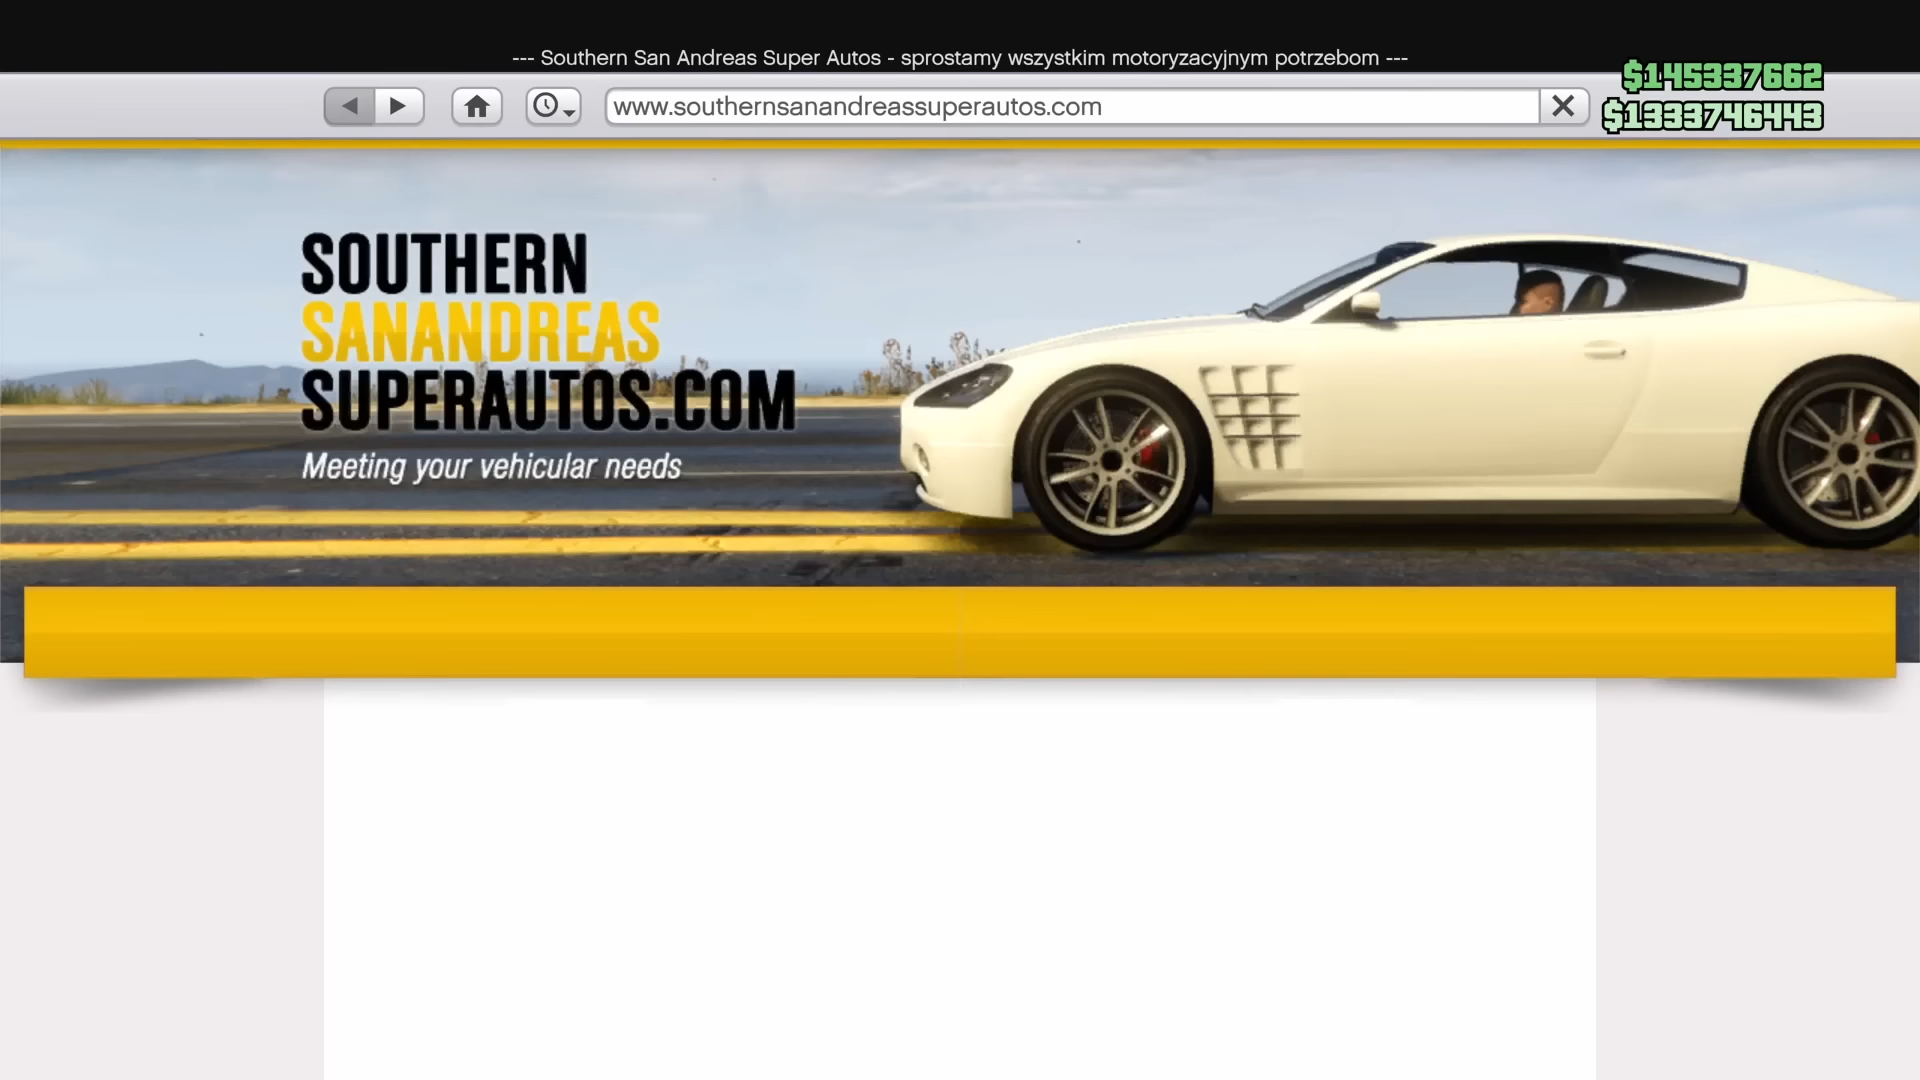 --- Southern San Andreas Super Autos - sprostamy wszystkim motoryzacyjnym potrzebom ---
$145337662
www.southernsanandreassuperautos.com
$1333746443
SOUTHERN
SANANDREAS
SUPERAUTOS.COM
Meeting your vehicular needs